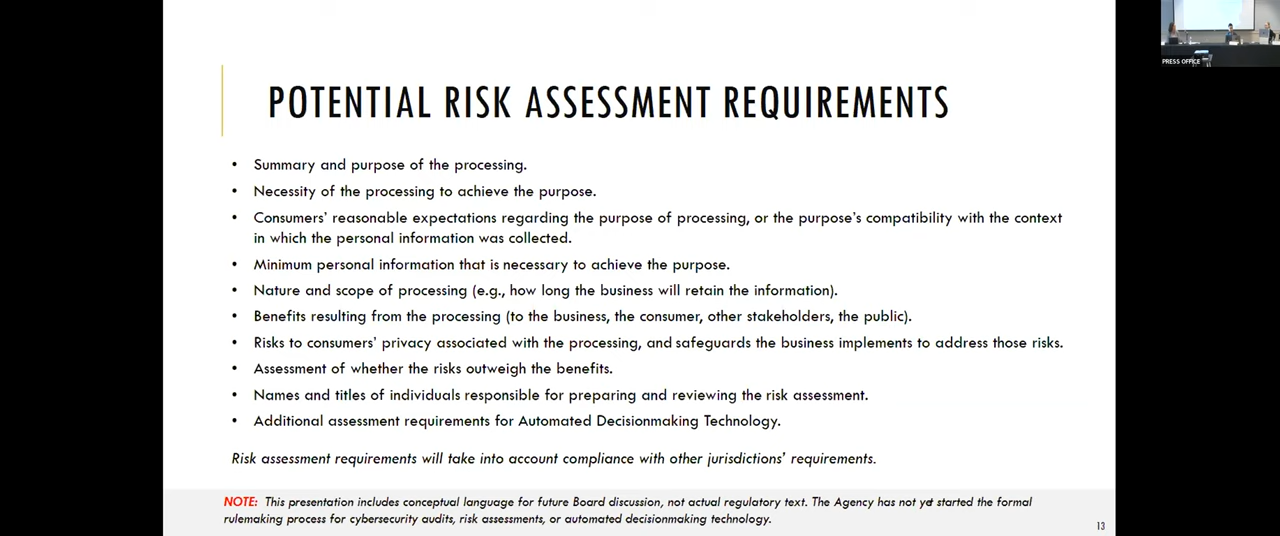 PRESS OFFICE
POTENTIAL RISK ASSESSMENT REQUIREMENTS
• Summary and purpose of the processing.
• Necessity of the processing to achieve the purpose.
• Consumers' reasonable expectations regarding the purpose of processing, or the purpose's compatibility with the context
in which the personal information was collected.
• Minimum personal information that is necessary to achieve the purpose.
• Nature and scope of processing (e.g., how long the business will retain the information).
• Benefits resulting from the processing (to the business, the consumer, other stakeholders, the public).
• Risks to consumers' privacy associated with the processing, and safeguards the business implements to address those risks.
• Assessment of whether the risks outweigh the benefits.
• Names and titles of individuals responsible for preparing and reviewing the risk assessment.
• Additional assessment requirements for Automated Decisionmaking Technology.
Risk assessment requirements will take into account compliance with other jurisdictions' requirements.
NOTE: This presentation includes conceptual language for future Board discussion, not actual regulatory text. The Agency has not yet started the formal
rulemaking process for cybersecurity audits, risk assessments, or automated decisionmaking technology.
13